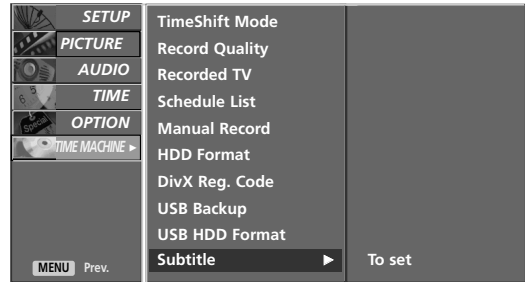 SETUP
PICTURE
AUDIO
TIME
OPTION
TIME MACHINE ►
MENU Prev.
TimeShift Mode
Record Quality
Recorded TV
Schedule List
Manual Record
HDD Format
DivX Reg. Code
USB Backup
USB HDD Format
Subtitle ► To set